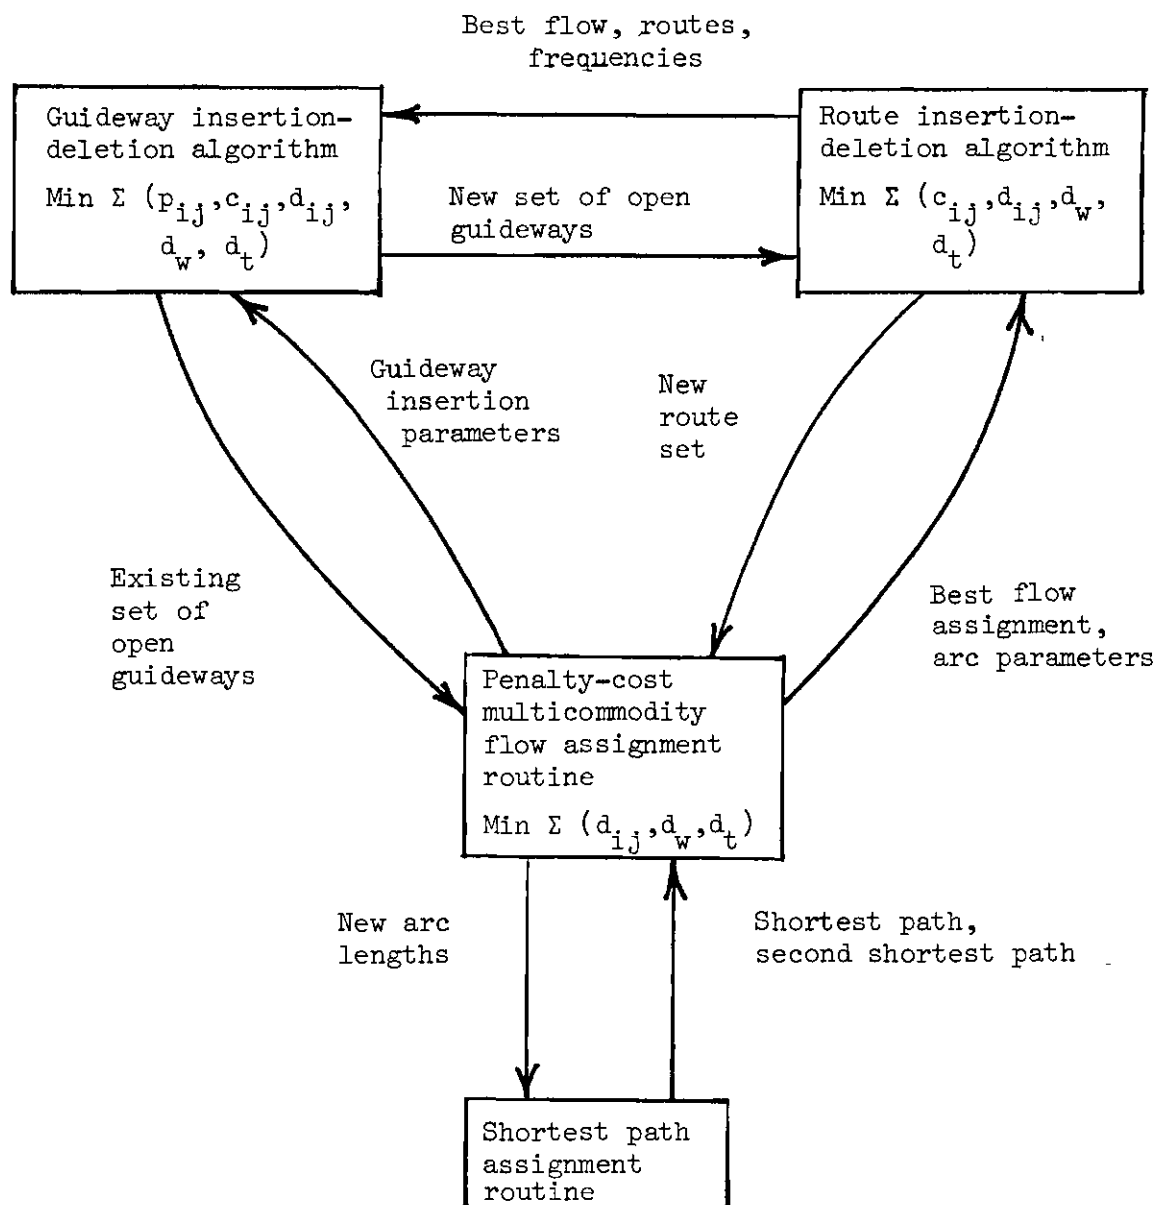 Best flow, routes,
frequencies
Guideway insertion-
deletion algorithm
Min Σ (p_ij,c_ij,d_ij,
d_w, d_t)
New set of open
guideways
Route insertion-
deletion algorithm
Min Σ (c_ij,d_ij,d_w,
d_t)
Guideway
insertion
parameters
New
route
set
Existing
set of
open
guideways
Best flow
assignment,
arc parameters
Penalty-cost
multicommodity
flow assignment
routine
Min Σ (d_ij,d_w,d_t)
New arc
lengths
Shortest path,
second shortest path
Shortest path
assignment
routine